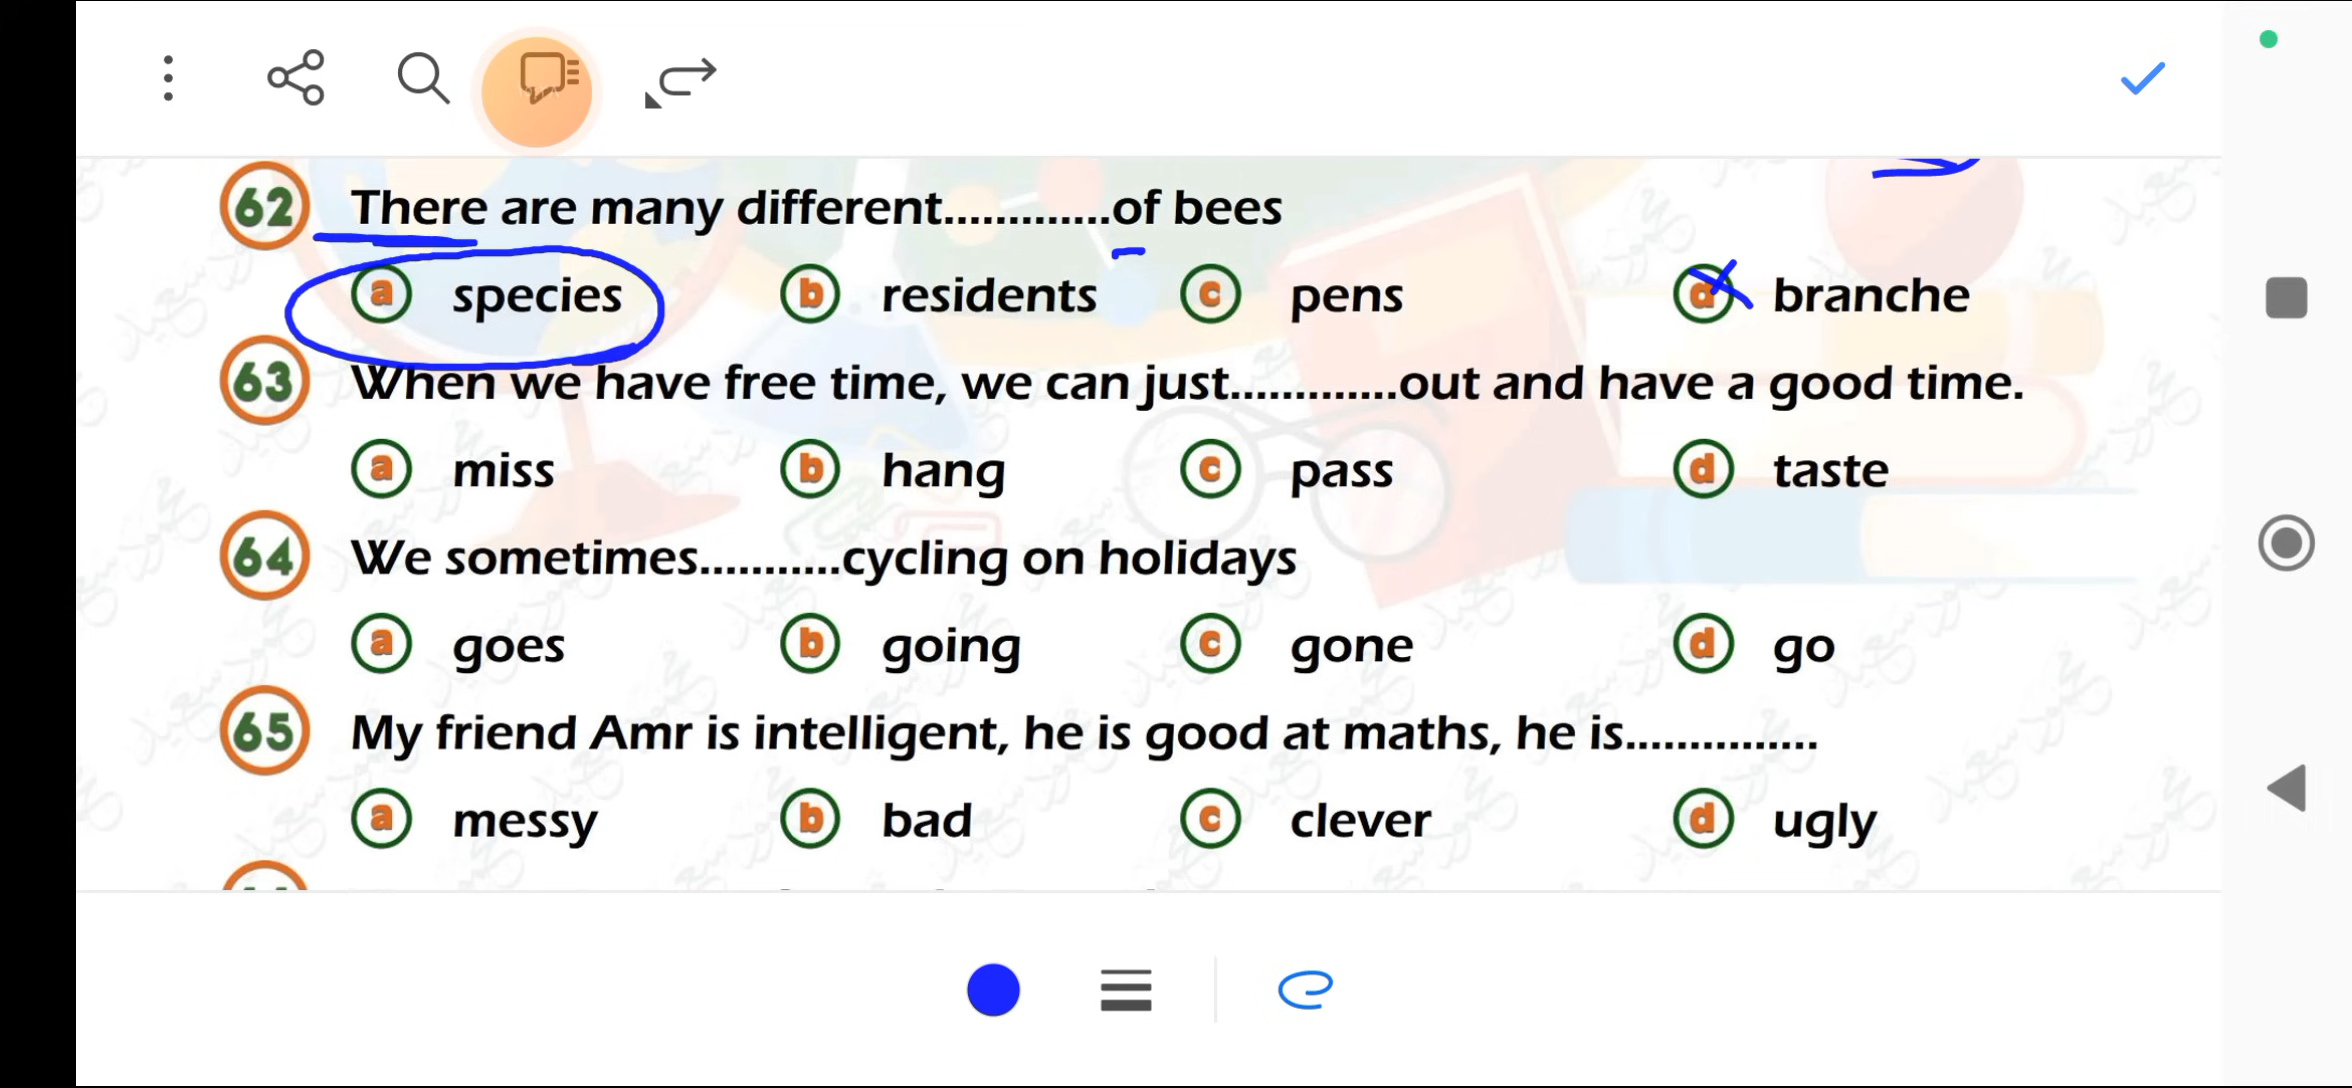 62 There are many different.............of bees
a species b residents c pens d branche
63 When we have free time, we can just.............out and have a good time.
a miss b hang c pass d taste
64 We sometimes...........cycling on holidays
a goes b going c gone d go
65 My friend Amr is intelligent, he is good at maths, he is...............
a messy b bad c clever d ugly